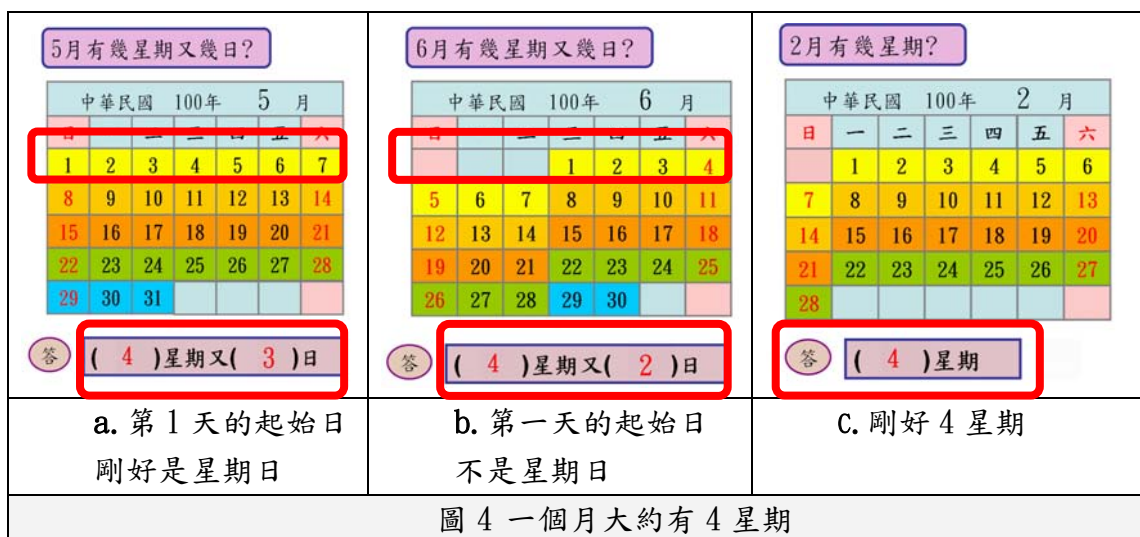 5月有幾星期又幾日?
中華民國 100年 5 月
日 一 二 三 四 五 六
1 2 3 4 5 6 7
8 9 10 11 12 13 14
15 16 17 18 19 20 21
22 23 24 25 26 27 28
29 30 31
答 ( 4 )星期又( 3 )日
a. 第 1 天的起始日
剛好是星期日
6月有幾星期又幾日?
中華民國 100年 6 月
日 一 二 三 四 五 六
1 2 3 4
5 6 7 8 9 10 11
12 13 14 15 16 17 18
19 20 21 22 23 24 25
26 27 28 29 30
答 ( 4 )星期又( 2 )日
b. 第一天的起始日
不是星期日
2月有幾星期?
中華民國 100年 2 月
日 一 二 三 四 五 六
1 2 3 4 5 6
7 8 9 10 11 12 13
14 15 16 17 18 19 20
21 22 23 24 25 26 27
28
答 ( 4 )星期
c. 剛好 4 星期
圖 4 一個月大約有 4 星期